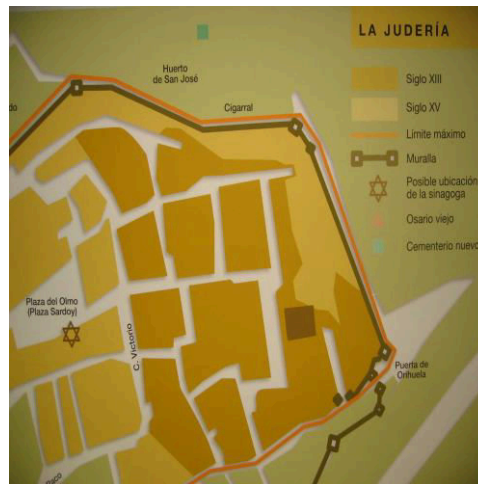 LA JUDERÍA
Siglo XIII
Siglo XV
Límite máximo
Muralla
Posible ubicación
de la sinagoga
Osario viejo
Cementerio nuevo
Huerto
de San José
Cigarral
Plaza del Olmo
(Plaza Sardoy)
C. Victorio
Puerta de
Orihuela